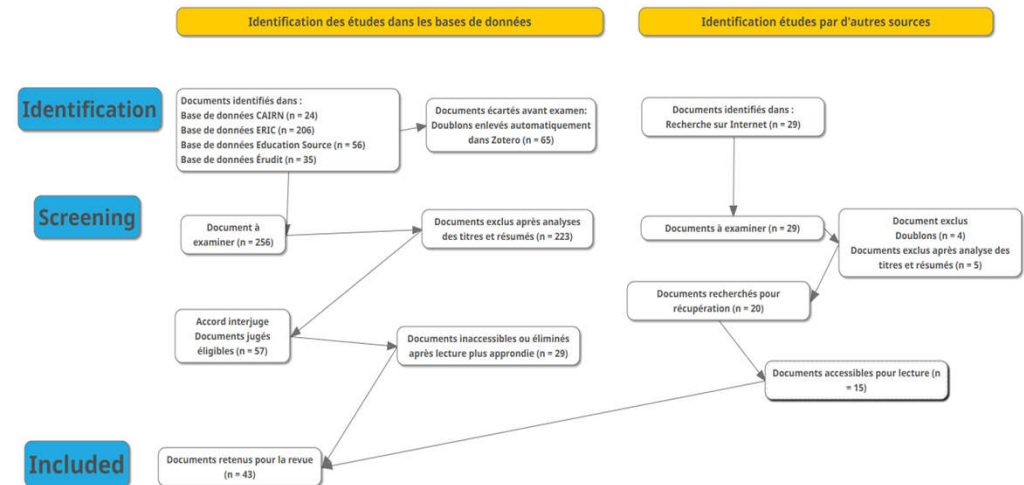 Identification des études dans les bases de données
Identification études par d'autres sources
Identification
Documents identifiés dans :
Base de données CAIRN (n = 24)
Base de données ERIC (n = 206)
Base de données Education Source (n = 56)
Base de données Érudit (n = 35)
Documents écartés avant examen:
Doublons enlevés automatiquement
dans Zotero (n = 65)
Documents identifiés dans :
Recherche sur Internet (n = 29)
Screening
Document à
examiner (n = 256)
Documents exclus après analyses
des titres et résumés (n = 223)
Documents à examiner (n = 29)
Document exclus
Doublons (n = 4)
Documents exclus après analyse des
titres et résumés (n = 5)
Documents recherchés pour
récupération (n = 20)
Accord interjuge
Documents jugés
éligibles (n = 57)
Documents inaccessibles ou éliminés
après lecture plus approndie (n = 29)
Documents accessibles pour lecture (n
= 15)
Included
Documents retenus pour la revue
(n = 43)